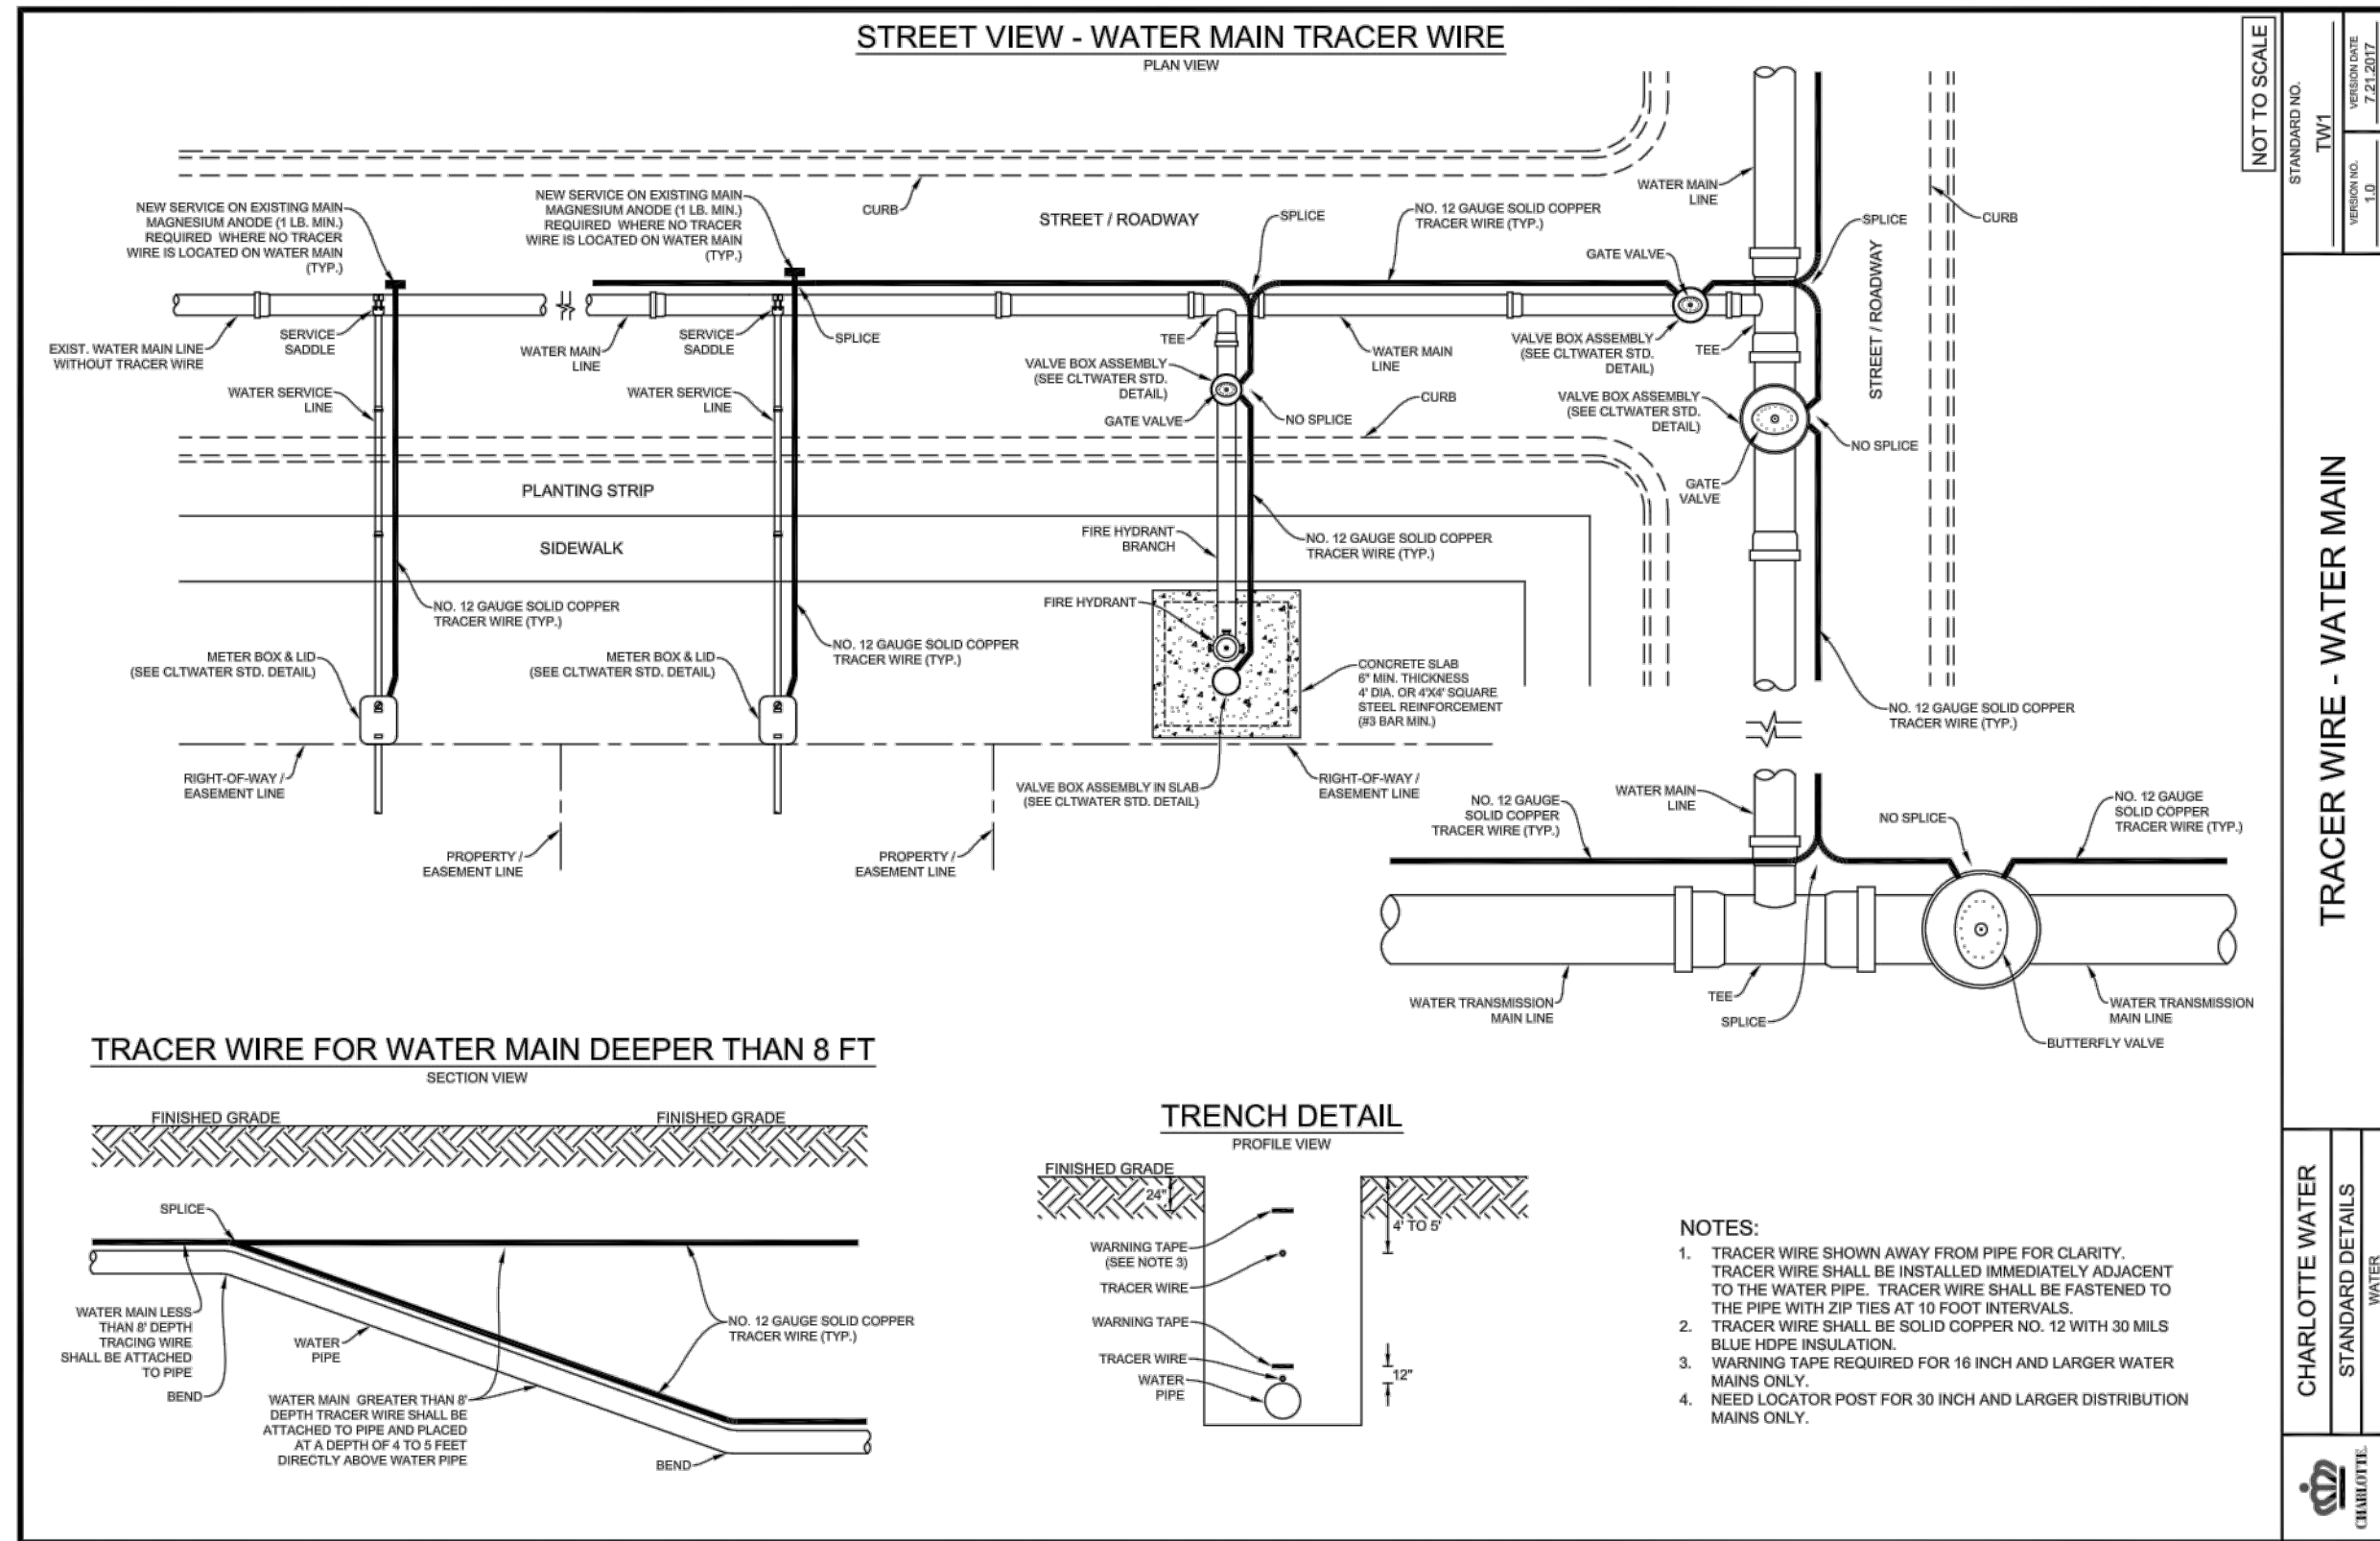 STREET VIEW - WATER MAIN TRACER WIRE
PLAN VIEW
NEW SERVICE ON EXISTING MAIN
MAGNESIUM ANODE (1 LB. MIN.)
REQUIRED WHERE NO TRACER
WIRE IS LOCATED ON WATER MAIN
(TYP.)
NEW SERVICE ON EXISTING MAIN
MAGNESIUM ANODE (1 LB. MIN.)
REQUIRED WHERE NO TRACER
WIRE IS LOCATED ON WATER MAIN
(TYP.)
CURB
STREET / ROADWAY
SPLICE
NO. 12 GAUGE SOLID COPPER
TRACER WIRE (TYP.)
WATER MAIN
LINE
GATE VALVE
SPLICE
CURB
STREET / ROADWAY
EXIST. WATER MAIN LINE
WITHOUT TRACER WIRE
SERVICE
SADDLE
WATER MAIN
LINE
SERVICE
SADDLE
SPLICE
TEE
WATER MAIN
LINE
VALVE BOX ASSEMBLY
(SEE CLTWATER STD.
DETAIL)
TEE
WATER SERVICE
LINE
WATER SERVICE
LINE
VALVE BOX ASSEMBLY
(SEE CLTWATER STD.
DETAIL)
GATE VALVE
NO SPLICE
CURB
VALVE BOX ASSEMBLY
(SEE CLTWATER STD.
DETAIL)
NO SPLICE
GATE
VALVE
PLANTING STRIP
SIDEWALK
FIRE HYDRANT
BRANCH
NO. 12 GAUGE SOLID COPPER
TRACER WIRE (TYP.)
NO. 12 GAUGE SOLID COPPER
TRACER WIRE (TYP.)
NO. 12 GAUGE SOLID COPPER
TRACER WIRE (TYP.)
FIRE HYDRANT
METER BOX & LID
(SEE CLTWATER STD. DETAIL)
METER BOX & LID
(SEE CLTWATER STD. DETAIL)
CONCRETE SLAB
6" MIN. THICKNESS
4' DIA. OR 4'X4' SQUARE
STEEL REINFORCEMENT
(#3 BAR MIN.)
NO. 12 GAUGE SOLID COPPER
TRACER WIRE (TYP.)
RIGHT-OF-WAY /
EASEMENT LINE
PROPERTY /
EASEMENT LINE
PROPERTY /
EASEMENT LINE
VALVE BOX ASSEMBLY IN SLAB
(SEE CLTWATER STD. DETAIL)
RIGHT-OF-WAY /
EASEMENT LINE
NO. 12 GAUGE
SOLID COPPER
TRACER WIRE (TYP.)
WATER MAIN
LINE
NO SPLICE
NO. 12 GAUGE
SOLID COPPER
TRACER WIRE (TYP.)
WATER TRANSMISSION
MAIN LINE
TEE
SPLICE
WATER TRANSMISSION
MAIN LINE
BUTTERFLY VALVE
TRACER WIRE FOR WATER MAIN DEEPER THAN 8 FT
SECTION VIEW
FINISHED GRADE
FINISHED GRADE
SPLICE
WATER MAIN LESS
THAN 8' DEPTH
TRACING WIRE
SHALL BE ATTACHED
TO PIPE
BEND
WATER
PIPE
WATER MAIN GREATER THAN 8'
DEPTH TRACER WIRE SHALL BE
ATTACHED TO PIPE AND PLACED
AT A DEPTH OF 4 TO 5 FEET
DIRECTLY ABOVE WATER PIPE
NO. 12 GAUGE SOLID COPPER
TRACER WIRE (TYP.)
BEND
TRENCH DETAIL
PROFILE VIEW
FINISHED GRADE
24"
4' TO 5'
WARNING TAPE
(SEE NOTE 3)
TRACER WIRE
WARNING TAPE
TRACER WIRE
WATER
PIPE
12"
NOTES:
1. TRACER WIRE SHOWN AWAY FROM PIPE FOR CLARITY.
TRACER WIRE SHALL BE INSTALLED IMMEDIATELY ADJACENT
TO THE WATER PIPE. TRACER WIRE SHALL BE FASTENED TO
THE PIPE WITH ZIP TIES AT 10 FOOT INTERVALS.
2. TRACER WIRE SHALL BE SOLID COPPER NO. 12 WITH 30 MILS
BLUE HDPE INSULATION.
3. WARNING TAPE REQUIRED FOR 16 INCH AND LARGER WATER
MAINS ONLY.
4. NEED LOCATOR POST FOR 30 INCH AND LARGER DISTRIBUTION
MAINS ONLY.
NOT TO SCALE
STANDARD NO.
TW1
VERSION NO.
1.0
VERSION DATE
7.21.2017
TRACER WIRE - WATER MAIN
CHARLOTTE WATER
STANDARD DETAILS
WATER
CHARLOTTE.